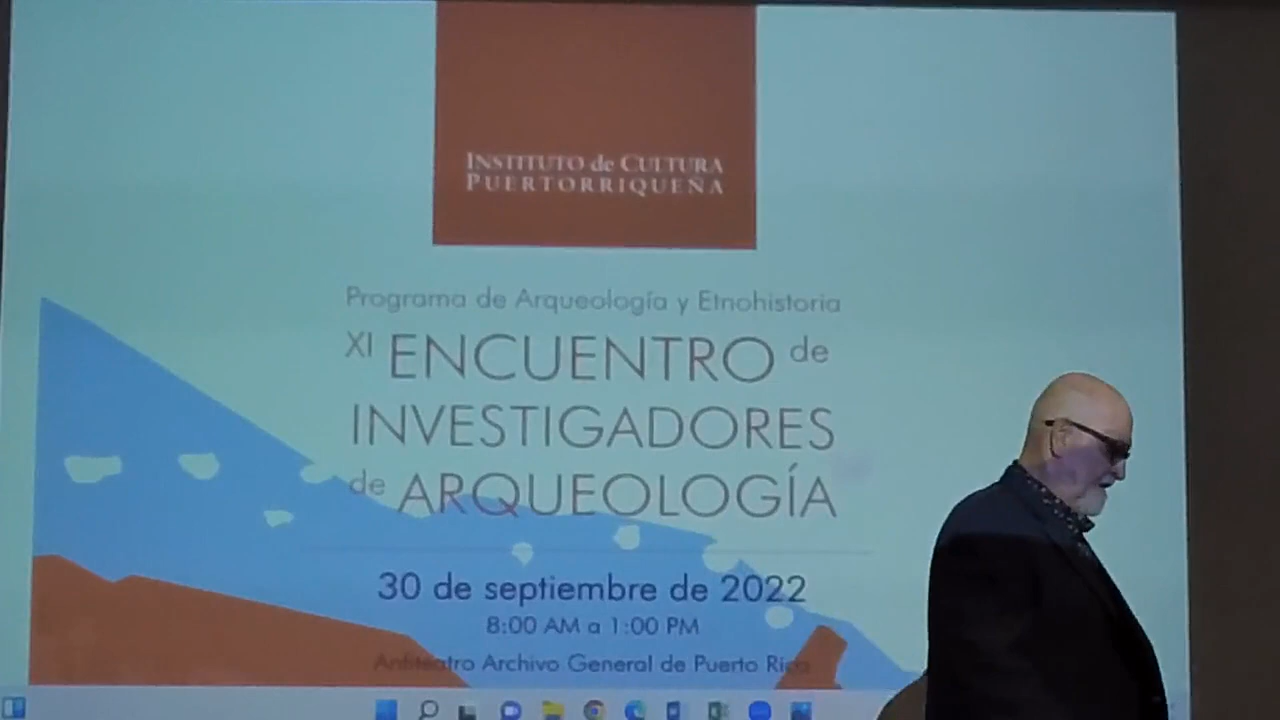 INSTITUTO de CULTURA
PUERTORRIQUEÑA
Programa de Arqueología y Etnohistoria
XI ENCUENTRO de
INVESTIGADORES
de ARQUEOLOGÍA
30 de septiembre de 2022
8:00 AM a 1:00 PM
Anfiteatro Archivo General de Puerto Rico